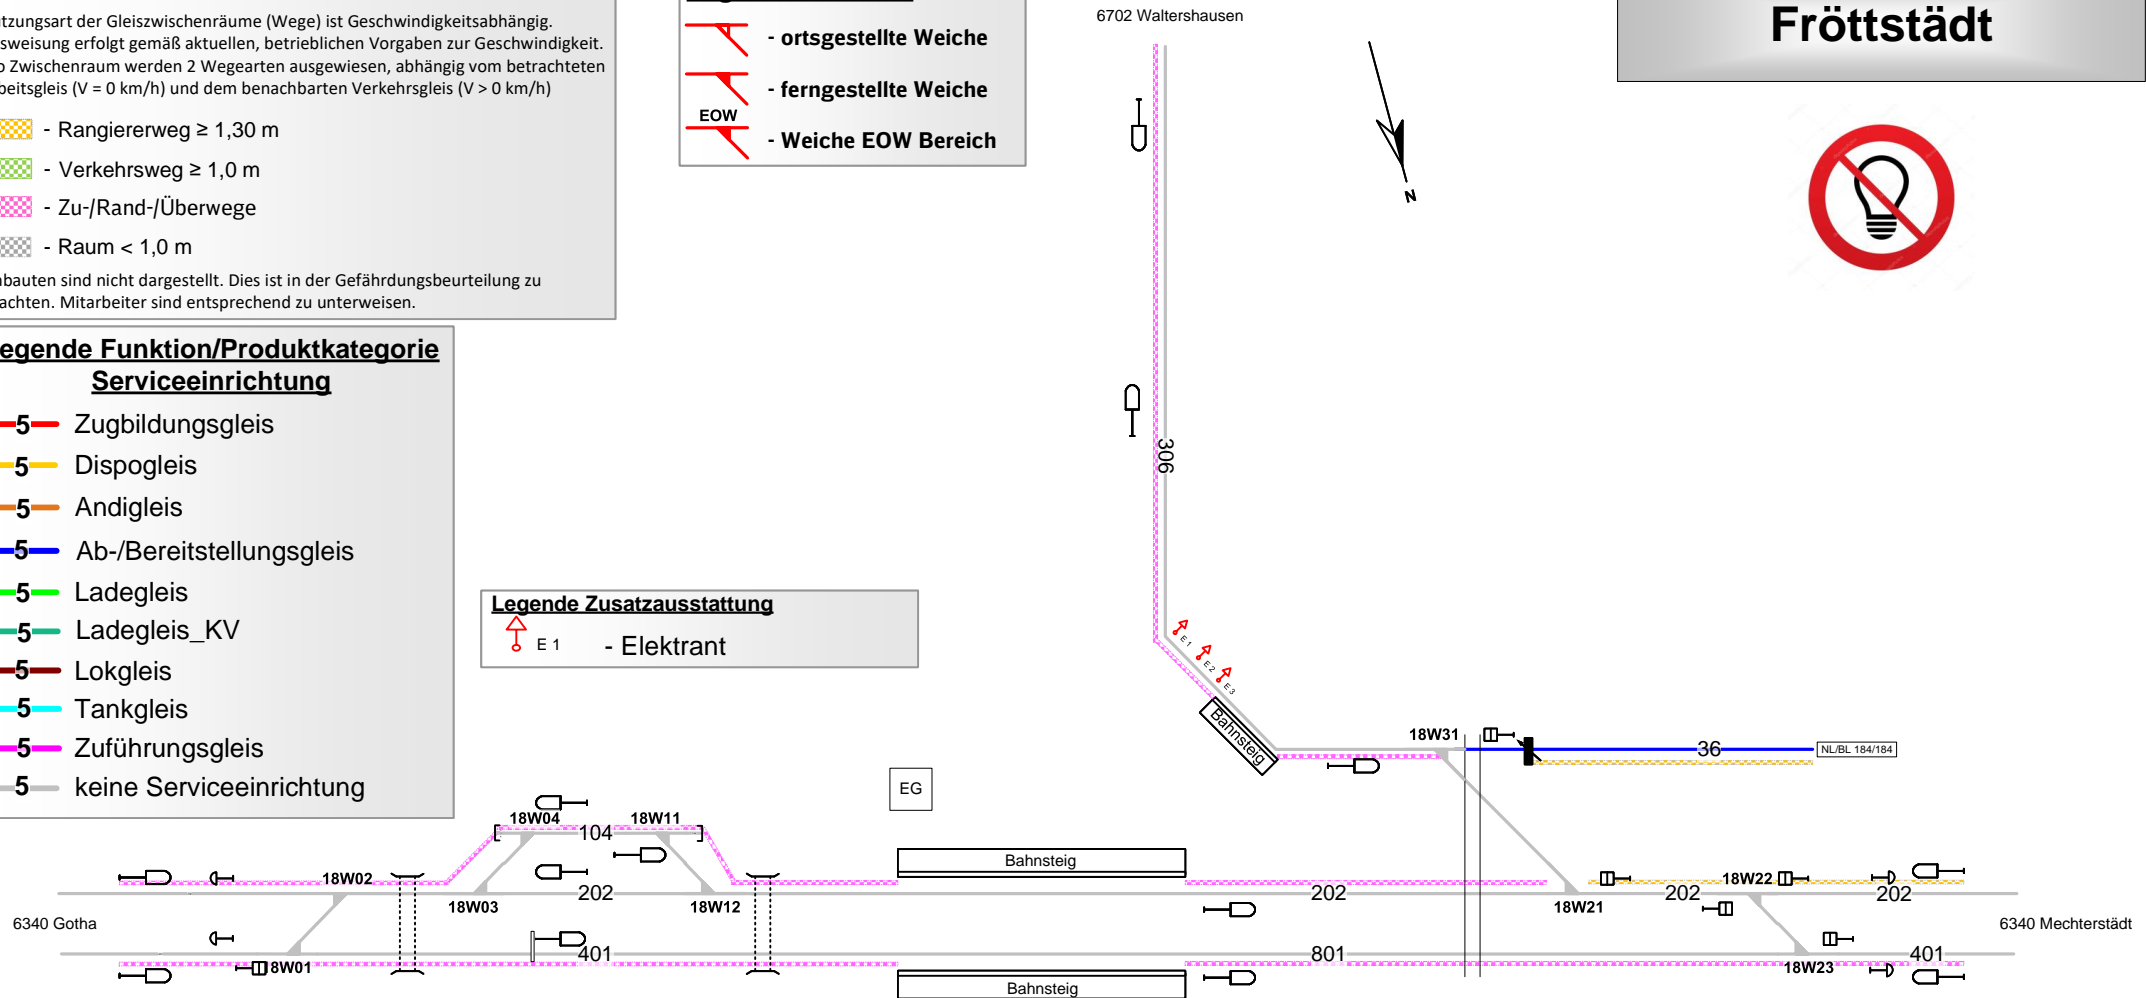 6702 Waltershausen
Fröttstädt
der Gleiszwischenräume (Wege) ist Geschwindigkeitsabhängig.
erfolgt gemäß aktuellen, betrieblichen Vorgaben zur Geschwindigkeit.
Zwischenraum werden 2 Wegearten ausgewiesen, abhängig vom betrachteten
(V = 0 km/h) und dem benachbarten Verkehrsgleis (V > 0 km/h)
- Rangiererweg ≥ 1,30 m
- Verkehrsweg ≥ 1,0 m
- Zu-/Rand-/Überwege
- Raum < 1,0 m
sind nicht dargestellt. Dies ist in der Gefährdungsbeurteilung zu
Mitarbeiter sind entsprechend zu unterweisen.
- ortsgestellte Weiche
- ferngestellte Weiche
EOW
- Weiche EOW Bereich
N
egende Funktion/Produktkategorie
Serviceeinrichtung
5 Zugbildungsgleis
5 Dispogleis
5 Andigleis
5 Ab-/Bereitstellungsgleis
5 Ladegleis
5 Ladegleis_KV
5 Lokgleis
5 Tankgleis
5 Zuführungsgleis
5 keine Serviceeinrichtung
Legende Zusatzausstattung
E 1 - Elektrant
306
E 1
E 2
E 3
Bahnsteig
18W31
36
NL/BL 184/184
EG
18W04
18W11
104
Bahnsteig
18W02
202
202
202
18W22
202
18W03
18W12
18W21
6340 Gotha
6340 Mechterstädt
401
801
401
18W01
18W23
Bahnsteig